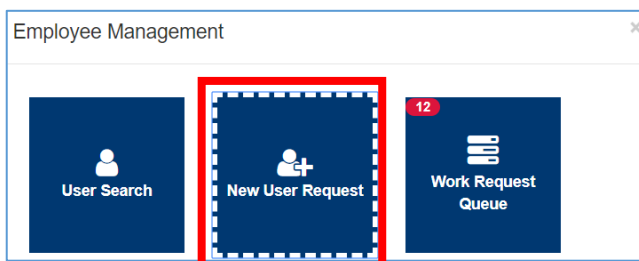 Employee Management
×
12
User Search
New User Request
Work Request
Queue